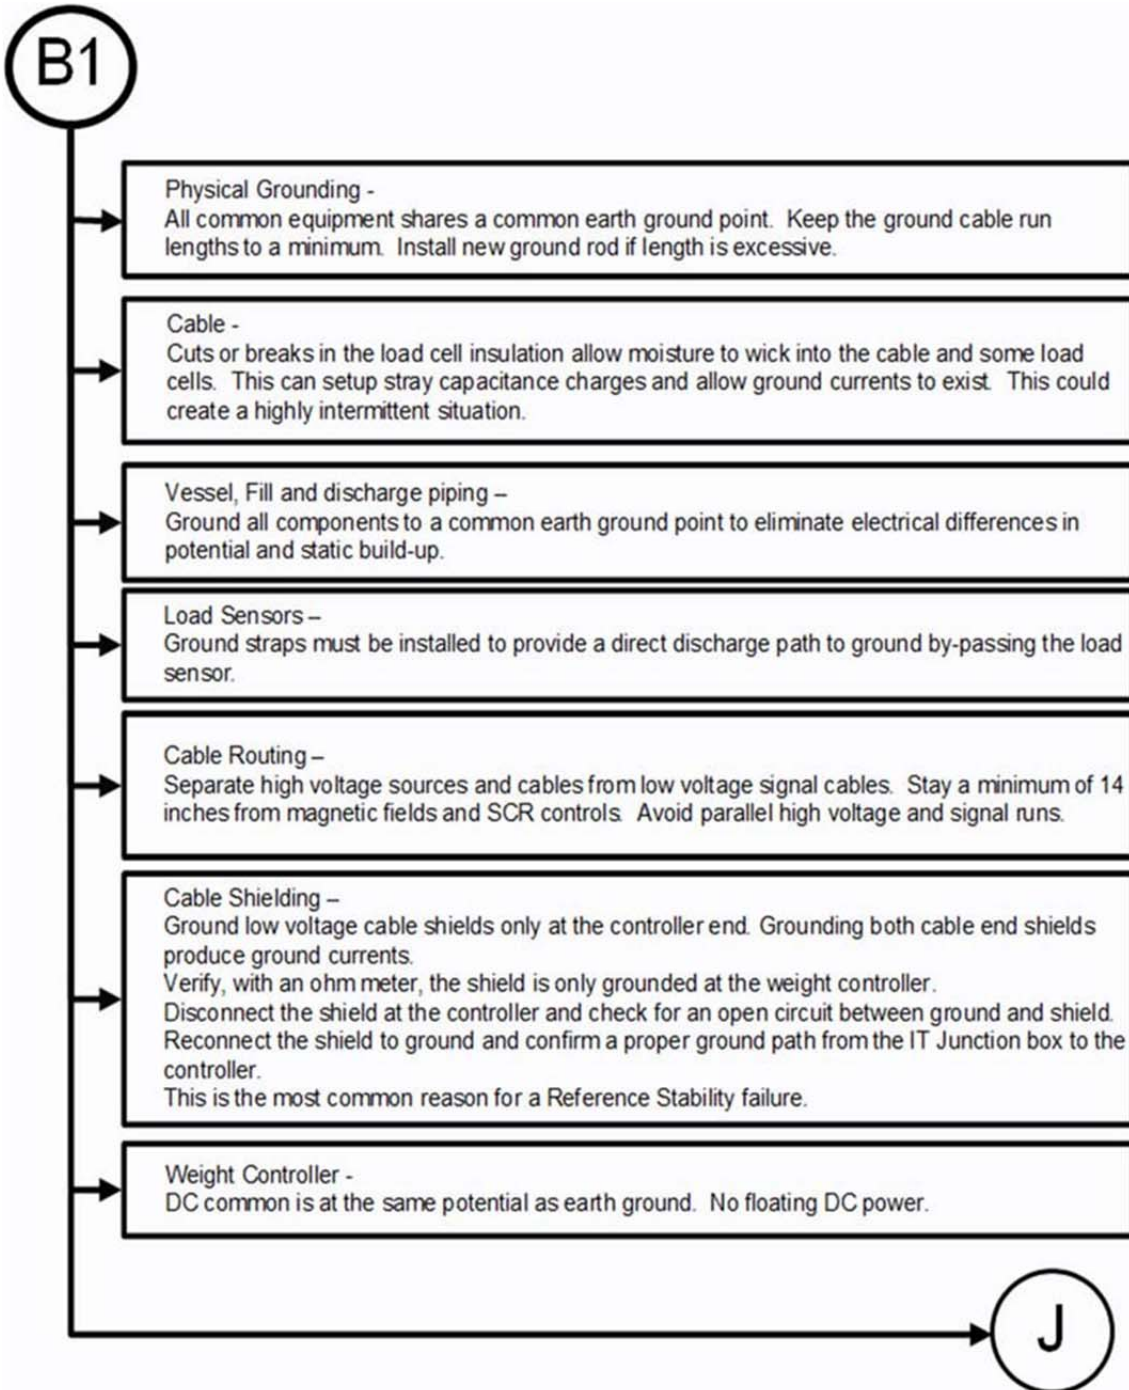 B1
Physical Grounding -
All common equipment shares a common earth ground point. Keep the ground cable run
lengths to a minimum. Install new ground rod if length is excessive.
Cable -
Cuts or breaks in the load cell insulation allow moisture to wick into the cable and some load
cells. This can setup stray capacitance charges and allow ground currents to exist. This could
create a highly intermittent situation.
Vessel, Fill and discharge piping –
Ground all components to a common earth ground point to eliminate electrical differences in
potential and static build-up.
Load Sensors –
Ground straps must be installed to provide a direct discharge path to ground by-passing the load
sensor.
Cable Routing –
Separate high voltage sources and cables from low voltage signal cables. Stay a minimum of 14
inches from magnetic fields and SCR controls. Avoid parallel high voltage and signal runs.
Cable Shielding –
Ground low voltage cable shields only at the controller end. Grounding both cable end shields
produce ground currents.
Verify, with an ohm meter, the shield is only grounded at the weight controller.
Disconnect the shield at the controller and check for an open circuit between ground and shield.
Reconnect the shield to ground and confirm a proper ground path from the IT Junction box to the
controller.
This is the most common reason for a Reference Stability failure.
Weight Controller -
DC common is at the same potential as earth ground. No floating DC power.
J